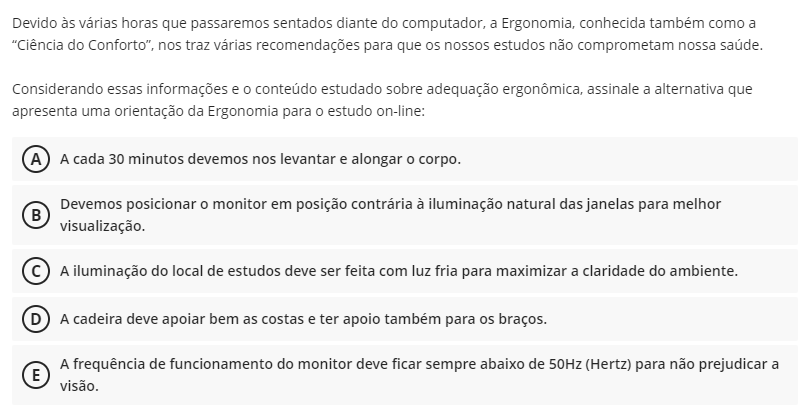 Devido às várias horas que passaremos sentados diante do computador, a Ergonomia, conhecida também como a
“Ciência do Conforto”, nos traz várias recomendações para que os nossos estudos não comprometam nossa saúde.
Considerando essas informações e o conteúdo estudado sobre adequação ergonômica, assinale a alternativa que
apresenta uma orientação da Ergonomia para o estudo on-line:
A A cada 30 minutos devemos nos levantar e alongar o corpo.
B Devemos posicionar o monitor em posição contrária à iluminação natural das janelas para melhor
visualização.
C A iluminação do local de estudos deve ser feita com luz fria para maximizar a claridade do ambiente.
D A cadeira deve apoiar bem as costas e ter apoio também para os braços.
E A frequência de funcionamento do monitor deve ficar sempre abaixo de 50Hz (Hertz) para não prejudicar a
visão.